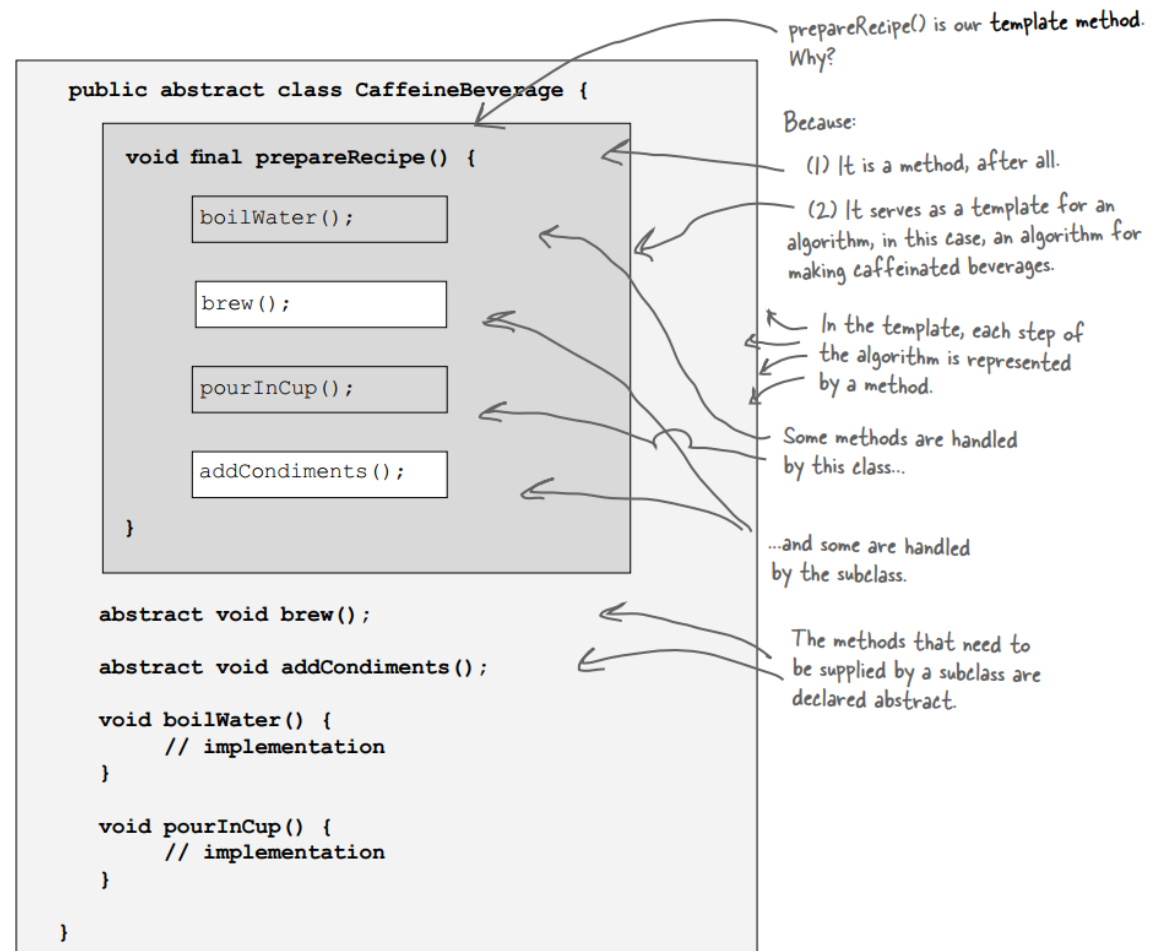 prepareRecipe() is our template method.
Why?
public abstract class CaffeineBeverage {
Because:
void final prepareRecipe() {
(1) It is a method, after all.
boilWater();
(2) It serves as a template for an
algorithm, in this case, an algorithm for
making caffeinated beverages.
brew();
In the template, each step of
the algorithm is represented
by a method.
pourInCup();
Some methods are handled
by this class...
addCondiments();
}
...and some are handled
by the subclass.
abstract void brew();
The methods that need to
be supplied by a subclass are
declared abstract.
abstract void addCondiments();
void boilWater() {
// implementation
}
void pourInCup() {
// implementation
}
}